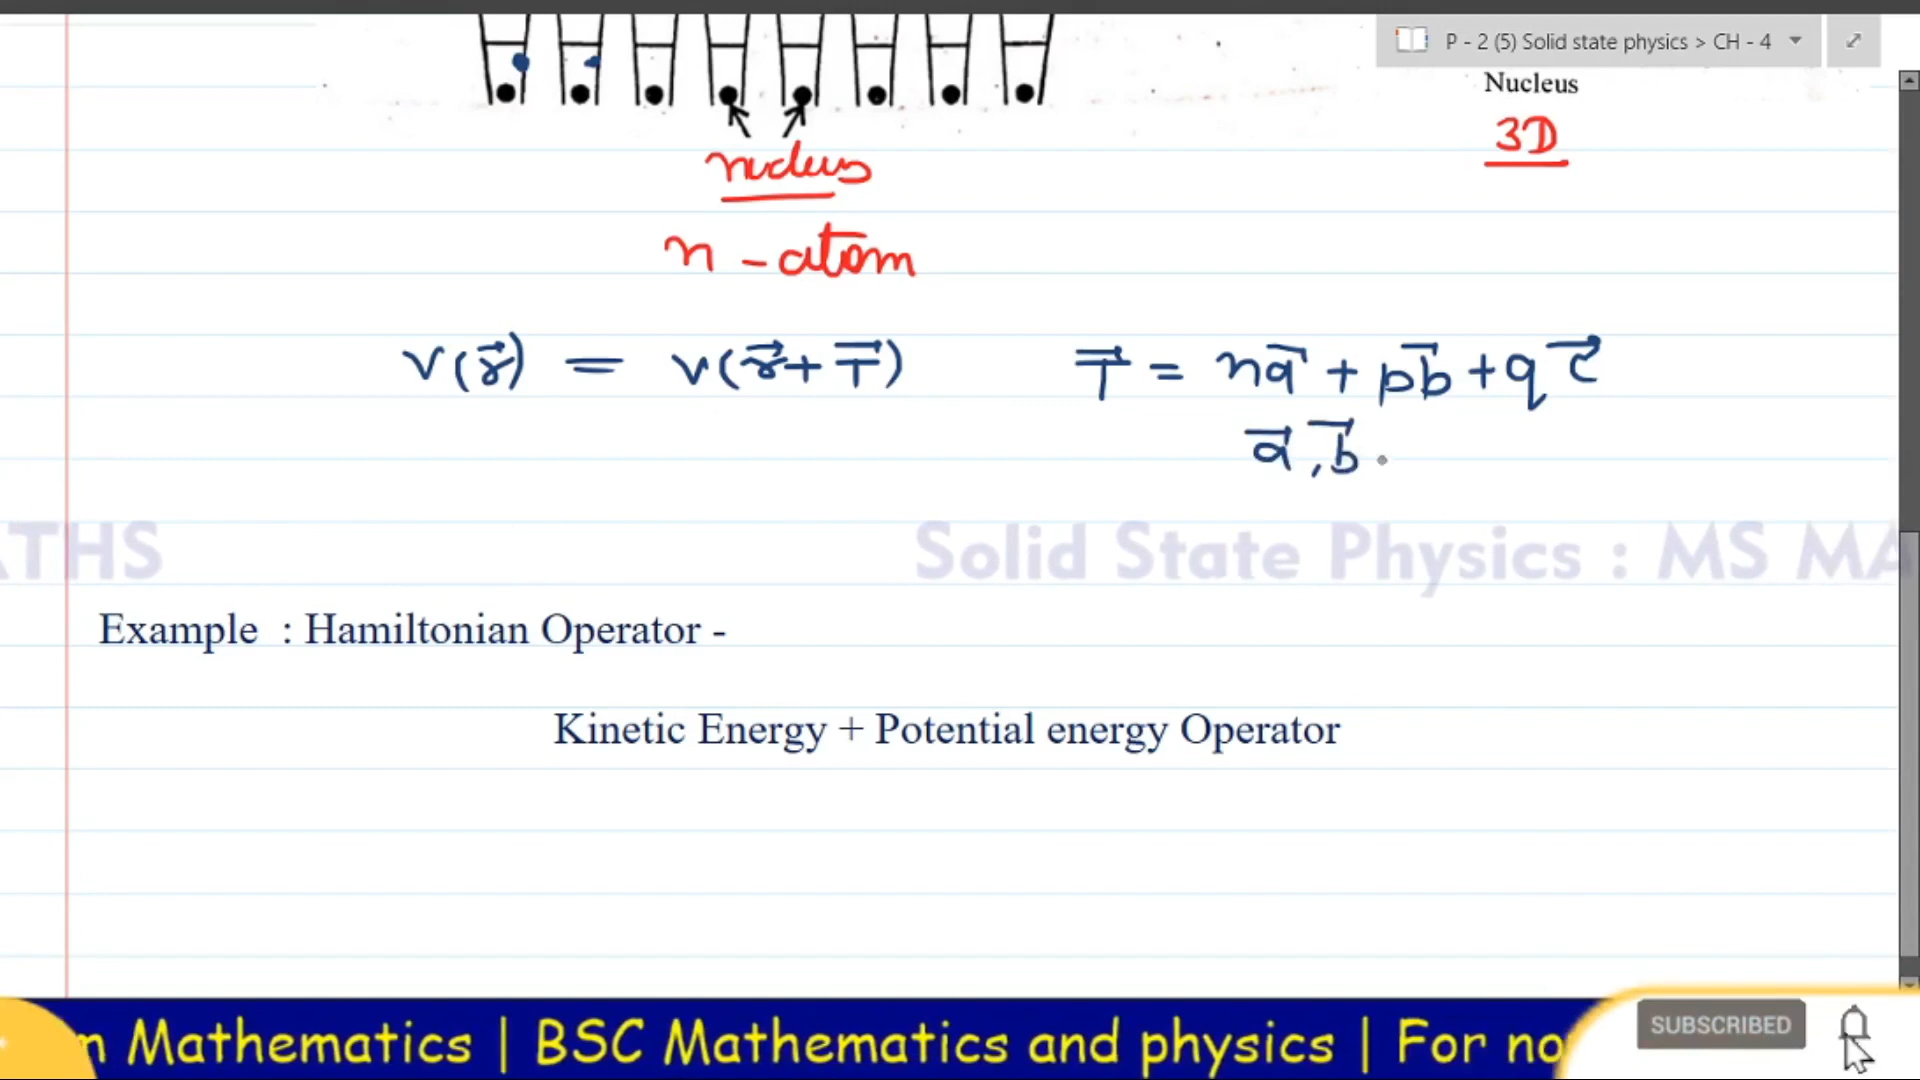 P - 2 (5) Solid state physics > CH - 4
Nucleus
3D
nucleus
n - atom
V(r⃗) = V(r⃗ + T⃗)    T⃗ = na⃗ + pb⃗ + qc⃗
a⃗, b⃗
ATHS    Solid State Physics : MS MA
Example : Hamiltonian Operator -
Kinetic Energy + Potential energy Operator
n Mathematics | BSC Mathematics and physics | For no
SUBSCRIBED